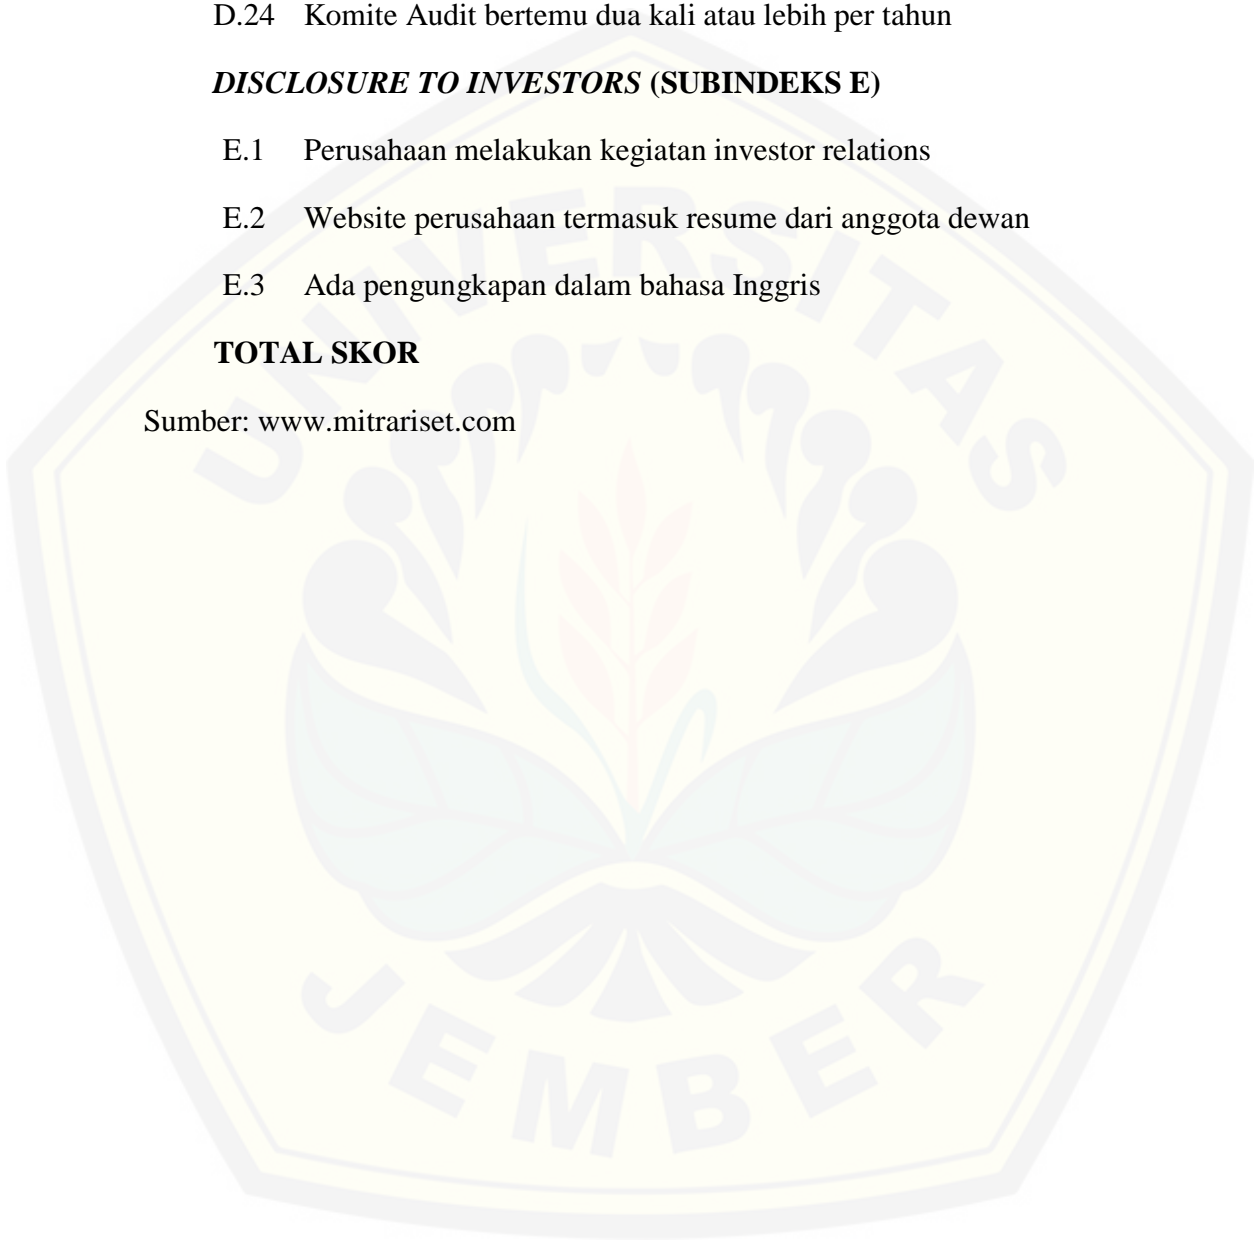 D.24 Komite Audit bertemu dua kali atau lebih per tahun
DISCLOSURE TO INVESTORS (SUBINDEKS E)
E.1 Perusahaan melakukan kegiatan investor relations
E.2 Website perusahaan termasuk resume dari anggota dewan
E.3 Ada pengungkapan dalam bahasa Inggris
TOTAL SKOR
Sumber: www.mitrariset.com
UNIVERSITAS
JEMBER